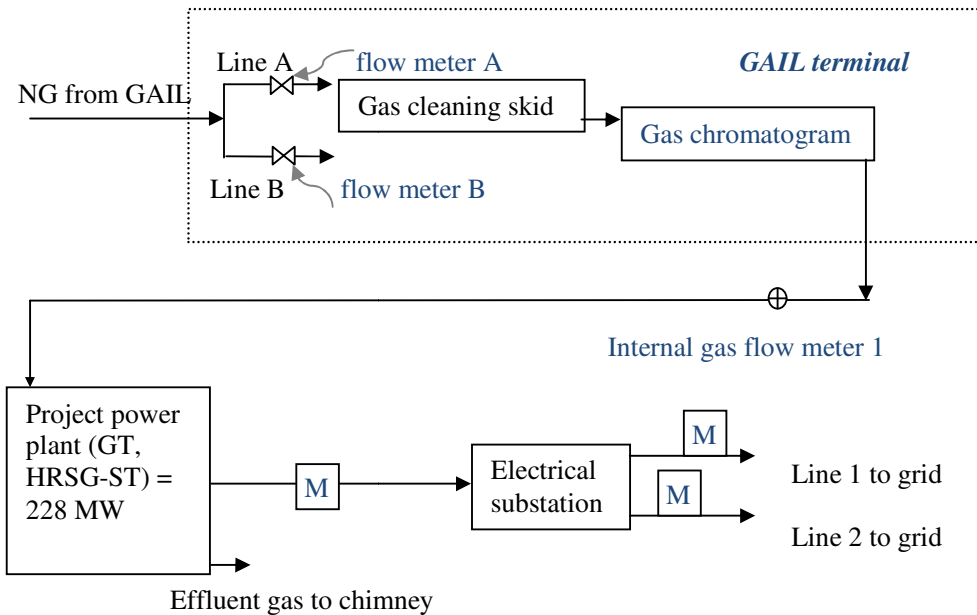 Line A
flow meter A
GAIL terminal
NG from GAIL
Gas cleaning skid
Gas chromatogram
Line B
flow meter B
Internal gas flow meter 1
Project power
plant (GT,
HRSG-ST) =
228 MW
M
Electrical
substation
M
Line 1 to grid
M
Line 2 to grid
Effluent gas to chimney